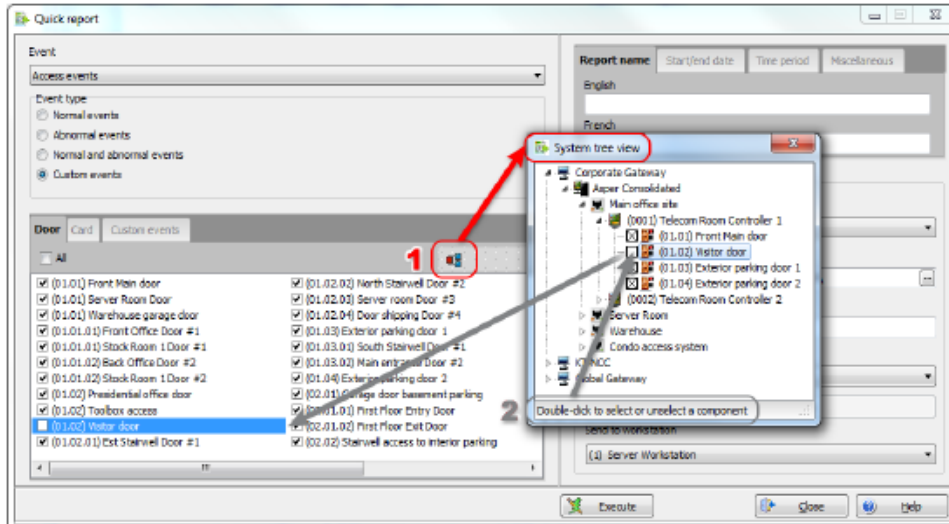 Quick report
Event
Access events
Event type
Normal events
Abnormal events
Normal and abnormal events
Custom events
Report name Start/end date Time period Miscellaneous
English
French
Door Card Custom events
All
1
(01.01) Front Main door
(01.01) Server Room Door
(01.01) Warehouse garage door
(01.01.01) Front Office Door #1
(01.01.01) Stock Room 1 Door #1
(01.01.02) Back Office Door #2
(01.01.02) Stock Room 1 Door #2
(01.02) Presidential office door
(01.02) Toolbox access
(01.02) Visitor door
(01.02.01) Est Stairwell Door #1
(01.02.02) North Stairwell Door #2
(01.02.03) Server room Door #3
(01.02.04) Door shipping Door #4
(01.03) Exterior parking door 1
(01.03.01) South Stairwell Door #1
(01.03.02) Main entrance Door #2
(01.04) Exterior parking door 2
(02.01) Garage door basement parking
(02.01.01) First Floor Entry Door
(02.01.02) First Floor Exit Door
(02.02) Stairwell access to interior parking
System tree view
Corporate Gateway
Asper Consolidated
Main office site
(0001) Telecom Room Controller 1
(01.01) Front Main door
(01.02) Visitor door
(01.03) Exterior parking door 1
(01.04) Exterior parking door 2
(0002) Telecom Room Controller 2
Server Room
Warehouse
Condo access system
Global Gateway
2
Double-click to select or unselect a component
Send to workstation
(1) Server Workstation
Execute Close Help